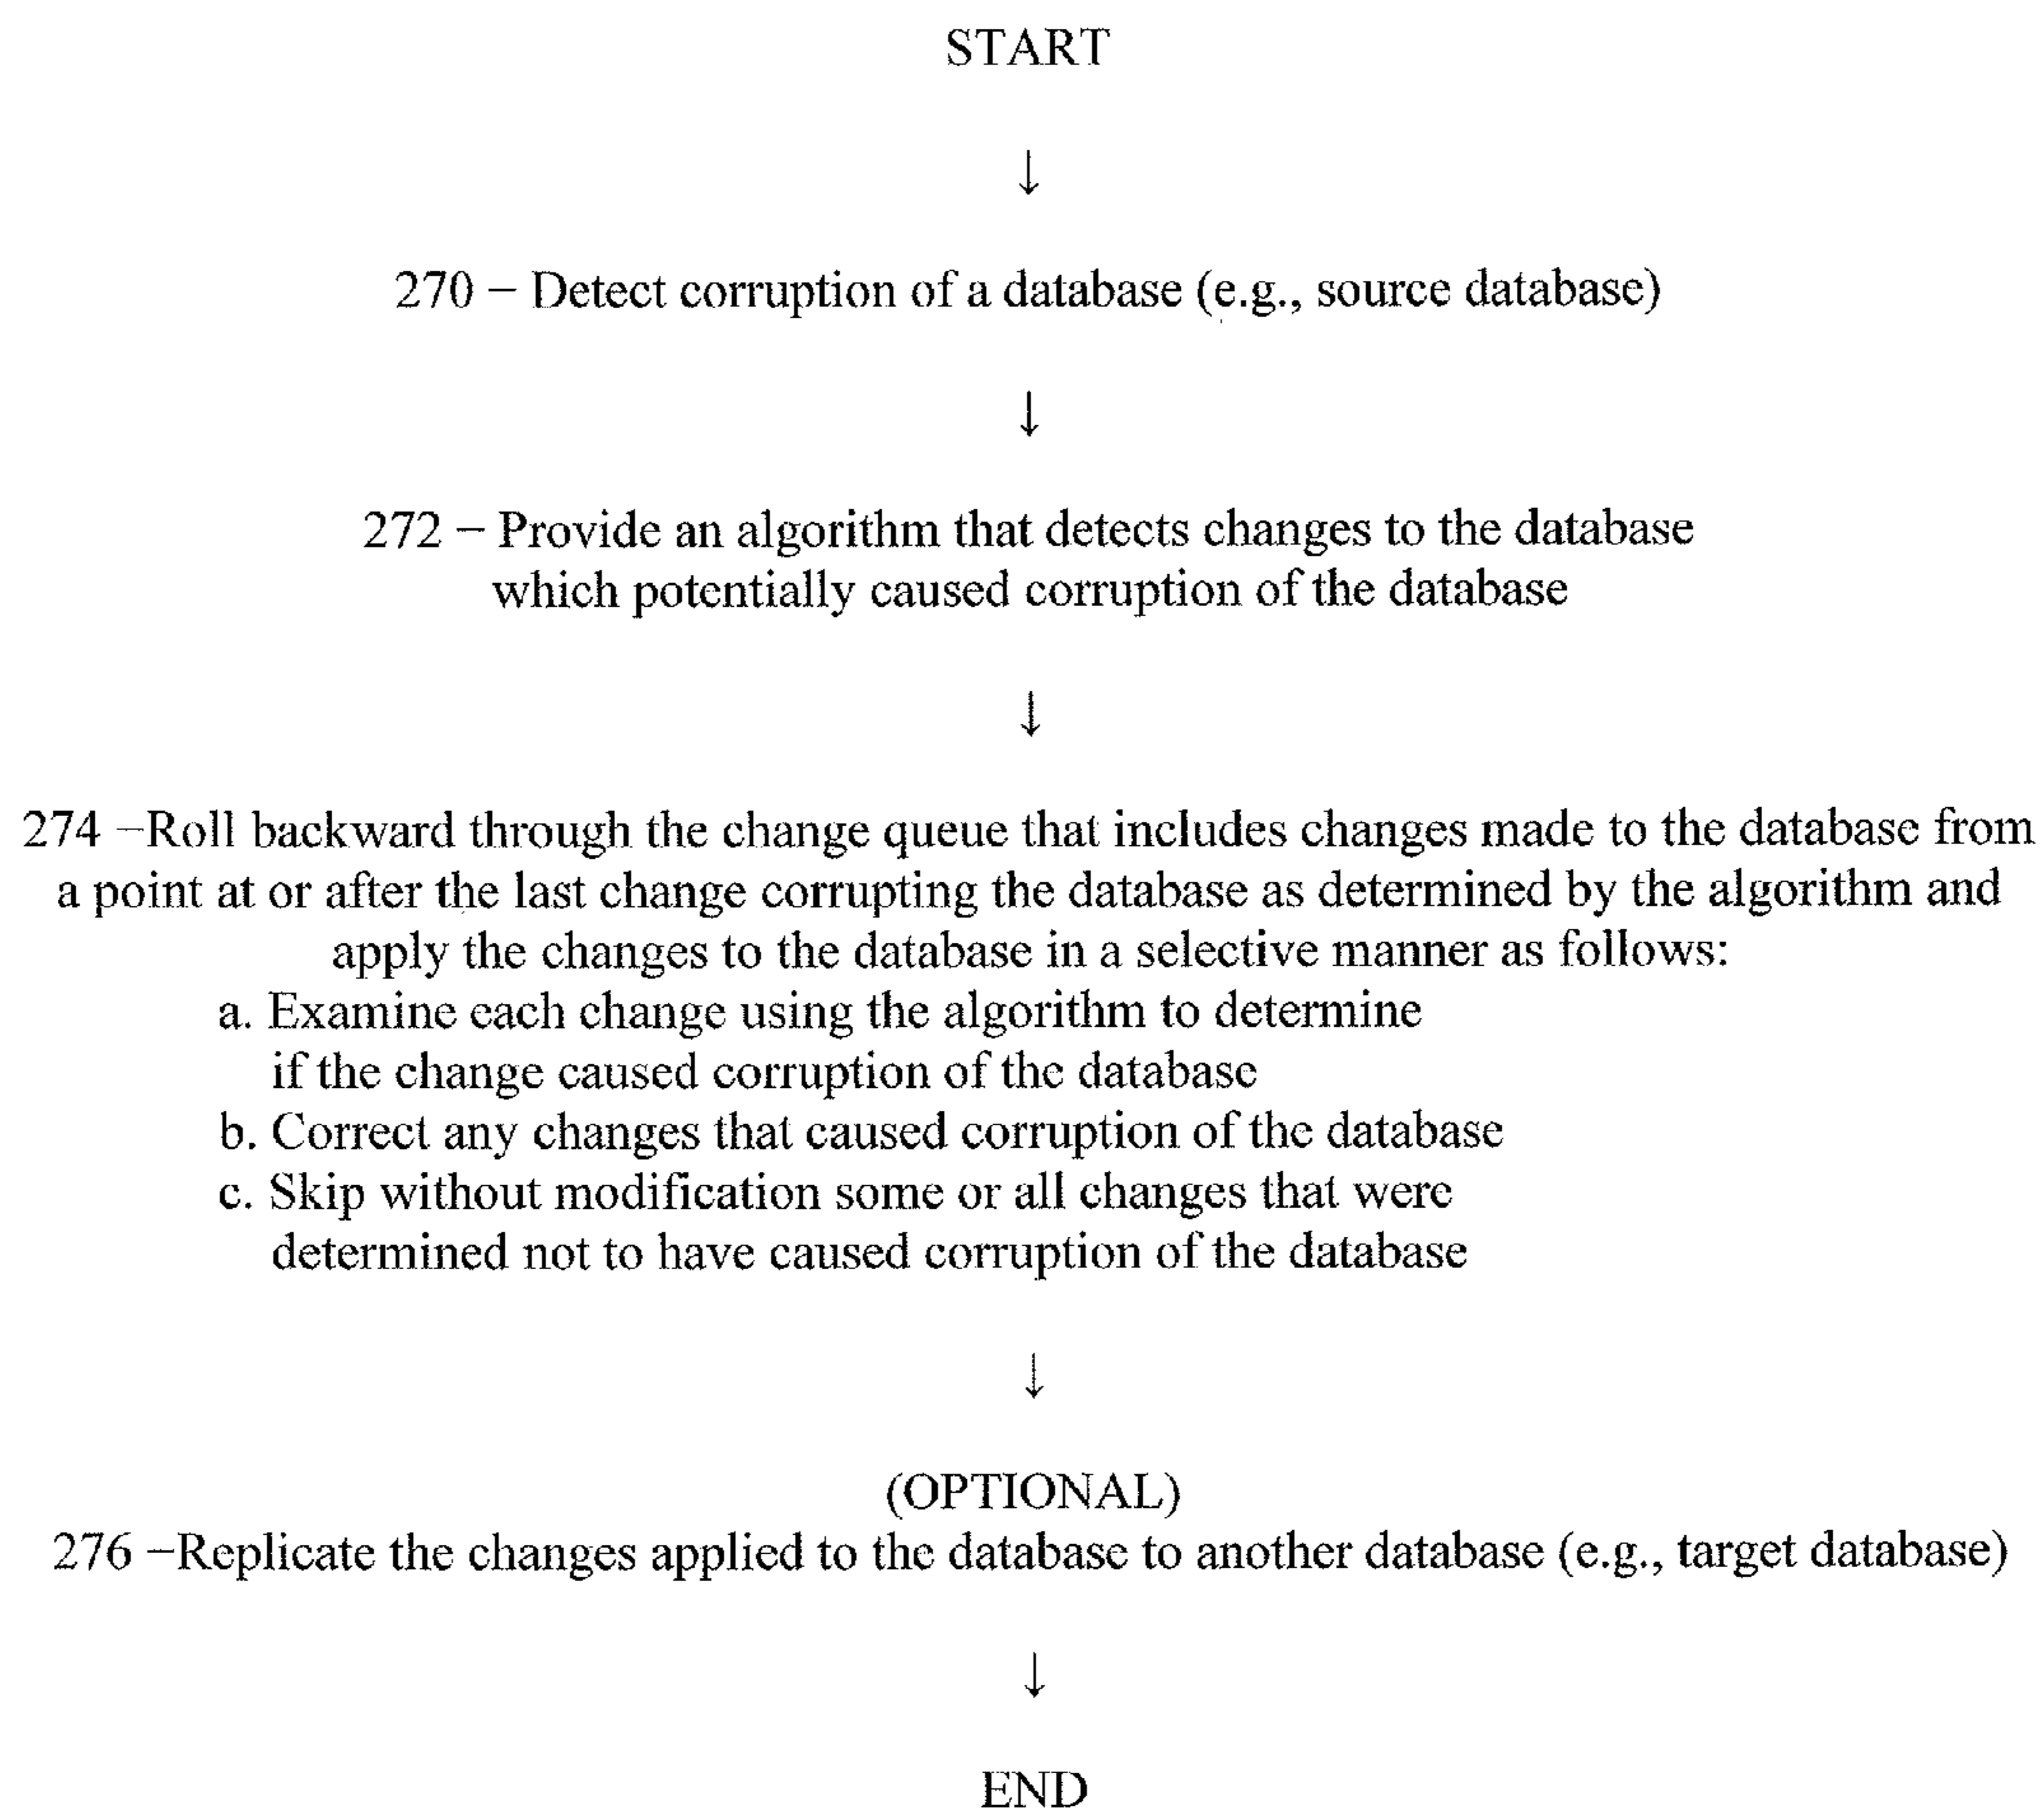 START
↓
270 – Detect corruption of a database (e.g., source database)
↓
272 – Provide an algorithm that detects changes to the database
which potentially caused corruption of the database
↓
274 –Roll backward through the change queue that includes changes made to the database from
a point at or after the last change corrupting the database as determined by the algorithm and
apply the changes to the database in a selective manner as follows:
a. Examine each change using the algorithm to determine
if the change caused corruption of the database
b. Correct any changes that caused corruption of the database
c. Skip without modification some or all changes that were
determined not to have caused corruption of the database
↓
(OPTIONAL)
276 –Replicate the changes applied to the database to another database (e.g., target database)
↓
END